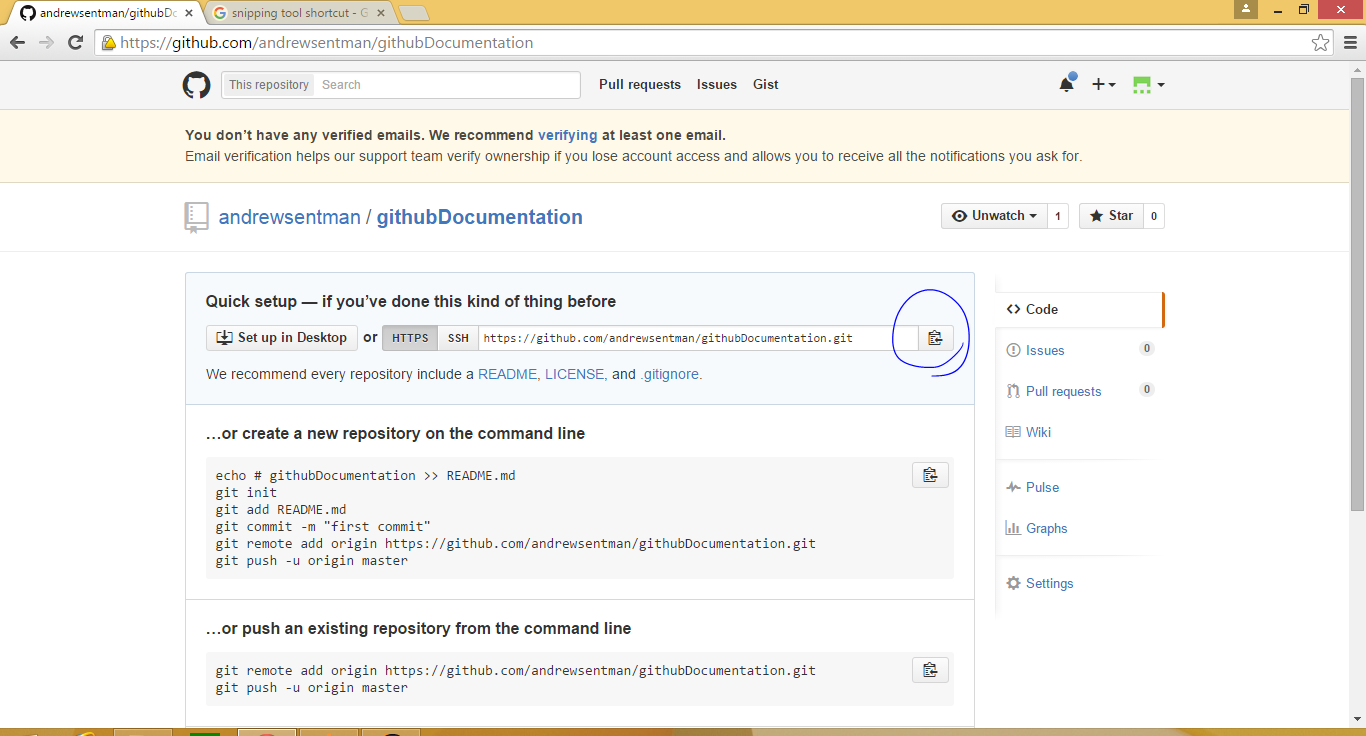 andrewsentman/githubDo
snipping tool shortcut - G
https://github.com/andrewsentman/githubDocumentation
This repository Search Pull requests Issues Gist
You don't have any verified emails. We recommend verifying at least one email.
Email verification helps our support team verify ownership if you lose account access and allows you to receive all the notifications you ask for.
andrewsentman / githubDocumentation
Unwatch 1 Star 0
Quick setup — if you've done this kind of thing before
Set up in Desktop or HTTPS SSH https://github.com/andrewsentman/githubDocumentation.git
We recommend every repository include a README, LICENSE, and .gitignore.
…or create a new repository on the command line
echo # githubDocumentation >> README.md
git init
git add README.md
git commit -m "first commit"
git remote add origin https://github.com/andrewsentman/githubDocumentation.git
git push -u origin master
…or push an existing repository from the command line
git remote add origin https://github.com/andrewsentman/githubDocumentation.git
git push -u origin master
Code
Issues 0
Pull requests 0
Wiki
Pulse
Graphs
Settings